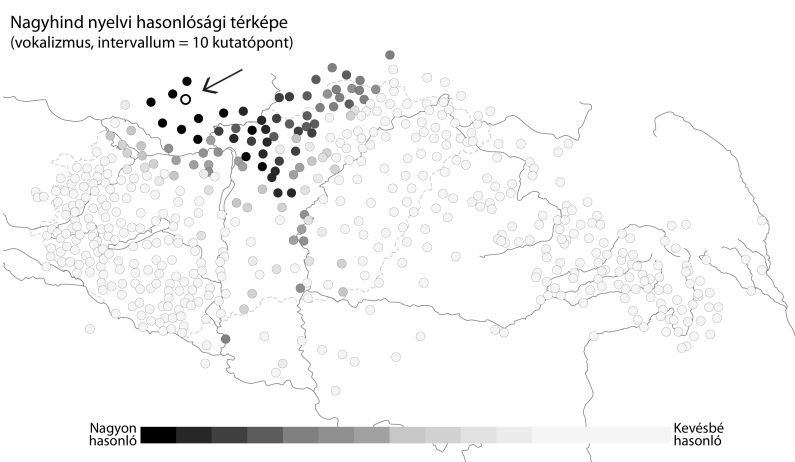 Nagyhind nyelvi hasonlósági térképe
(vokalizmus, intervallum = 10 kutatópont)
Nagyon
hasonló
Kevésbé
hasonló